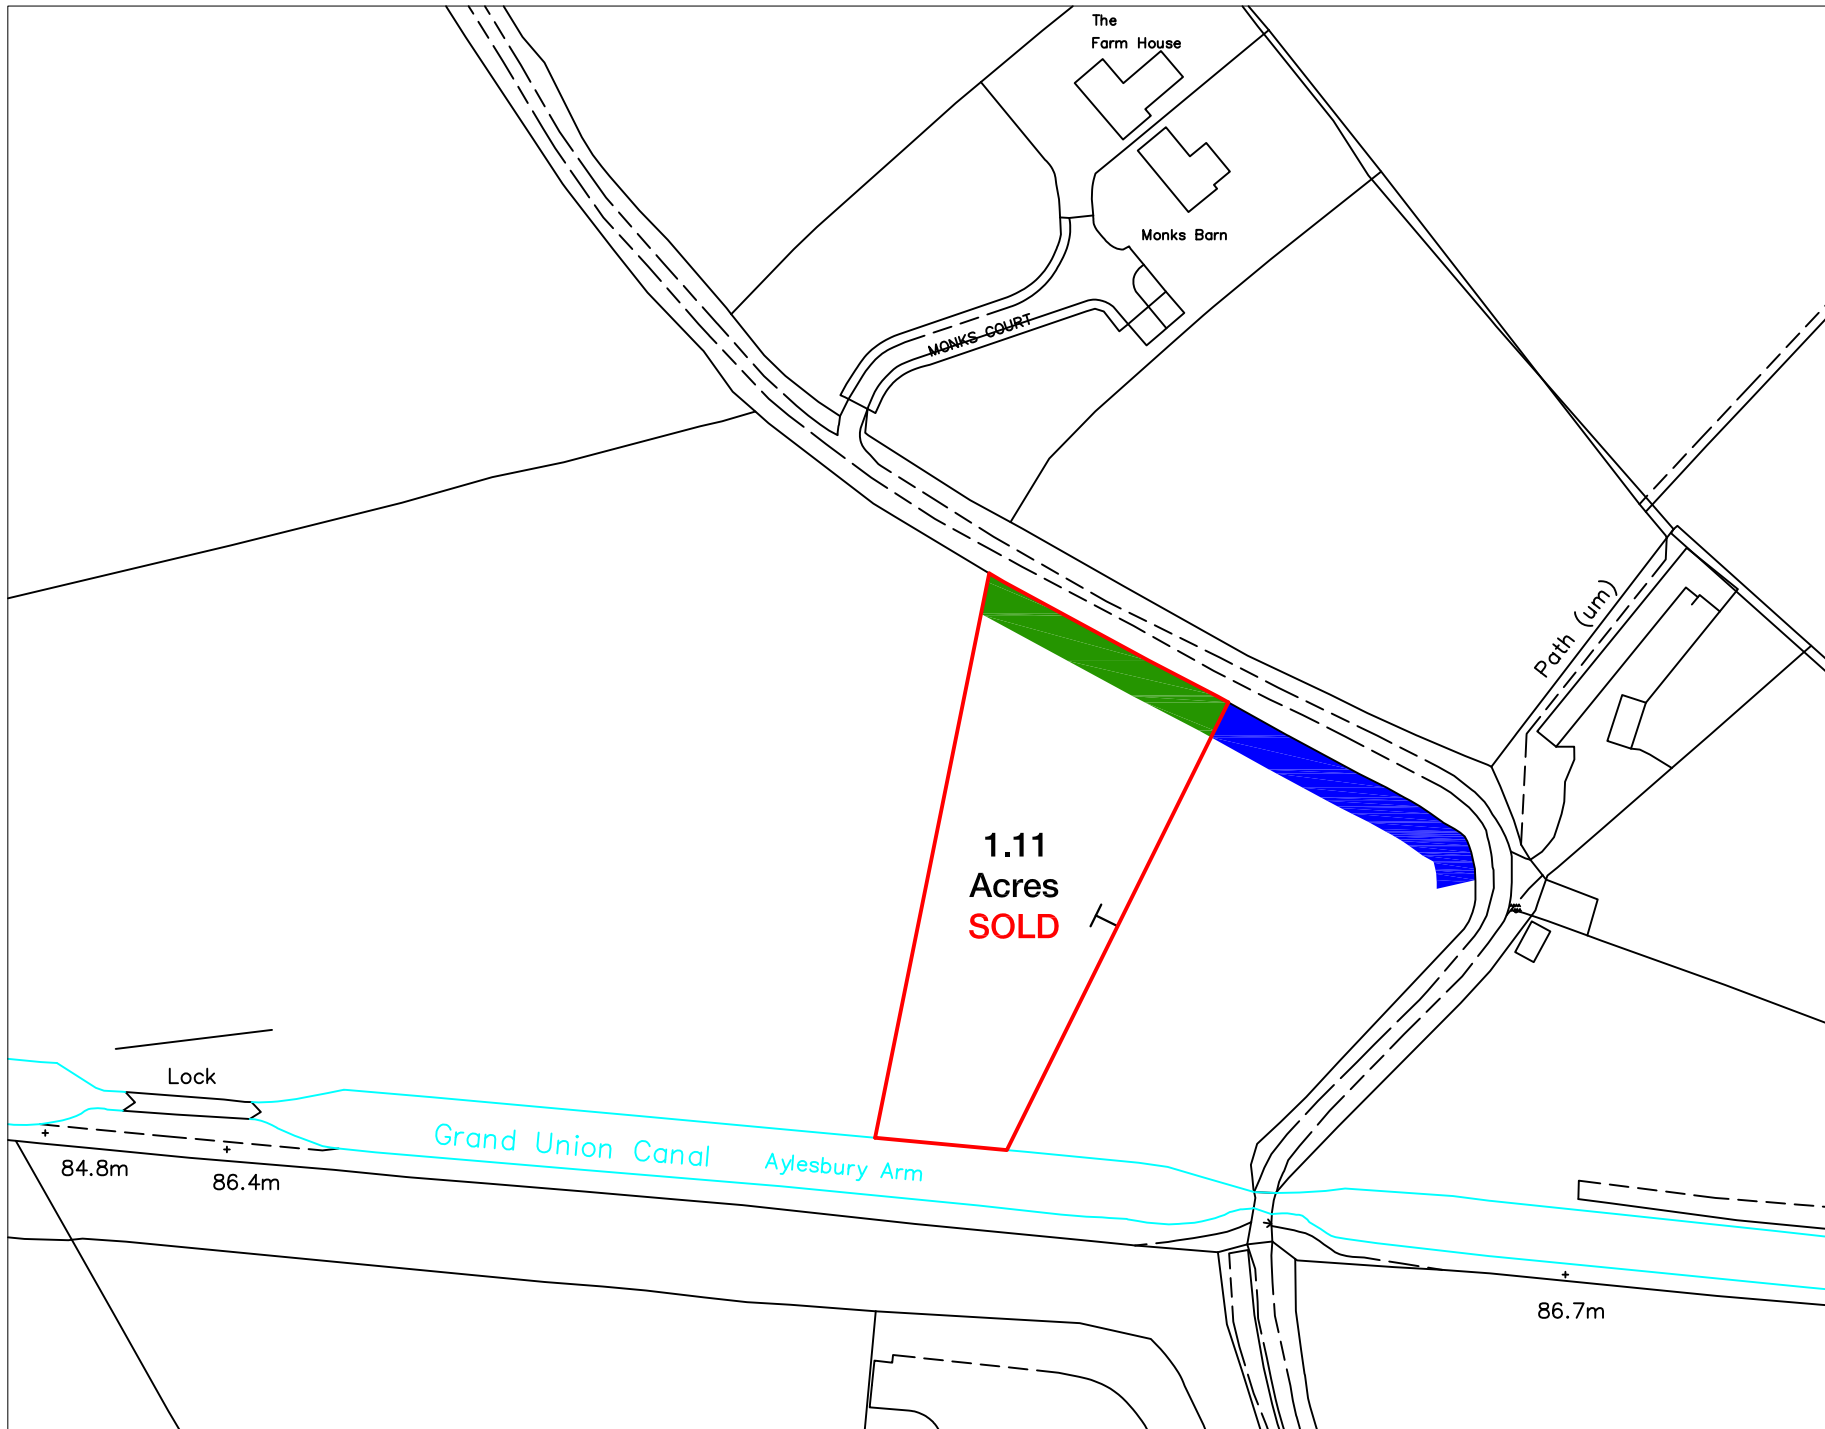 The
Farm House
Monks Barn
MONKS COURT
Path (um)
1.11
Acres
SOLD
Lock
Grand Union Canal
Aylesbury Arm
84.8m
86.4m
86.7m